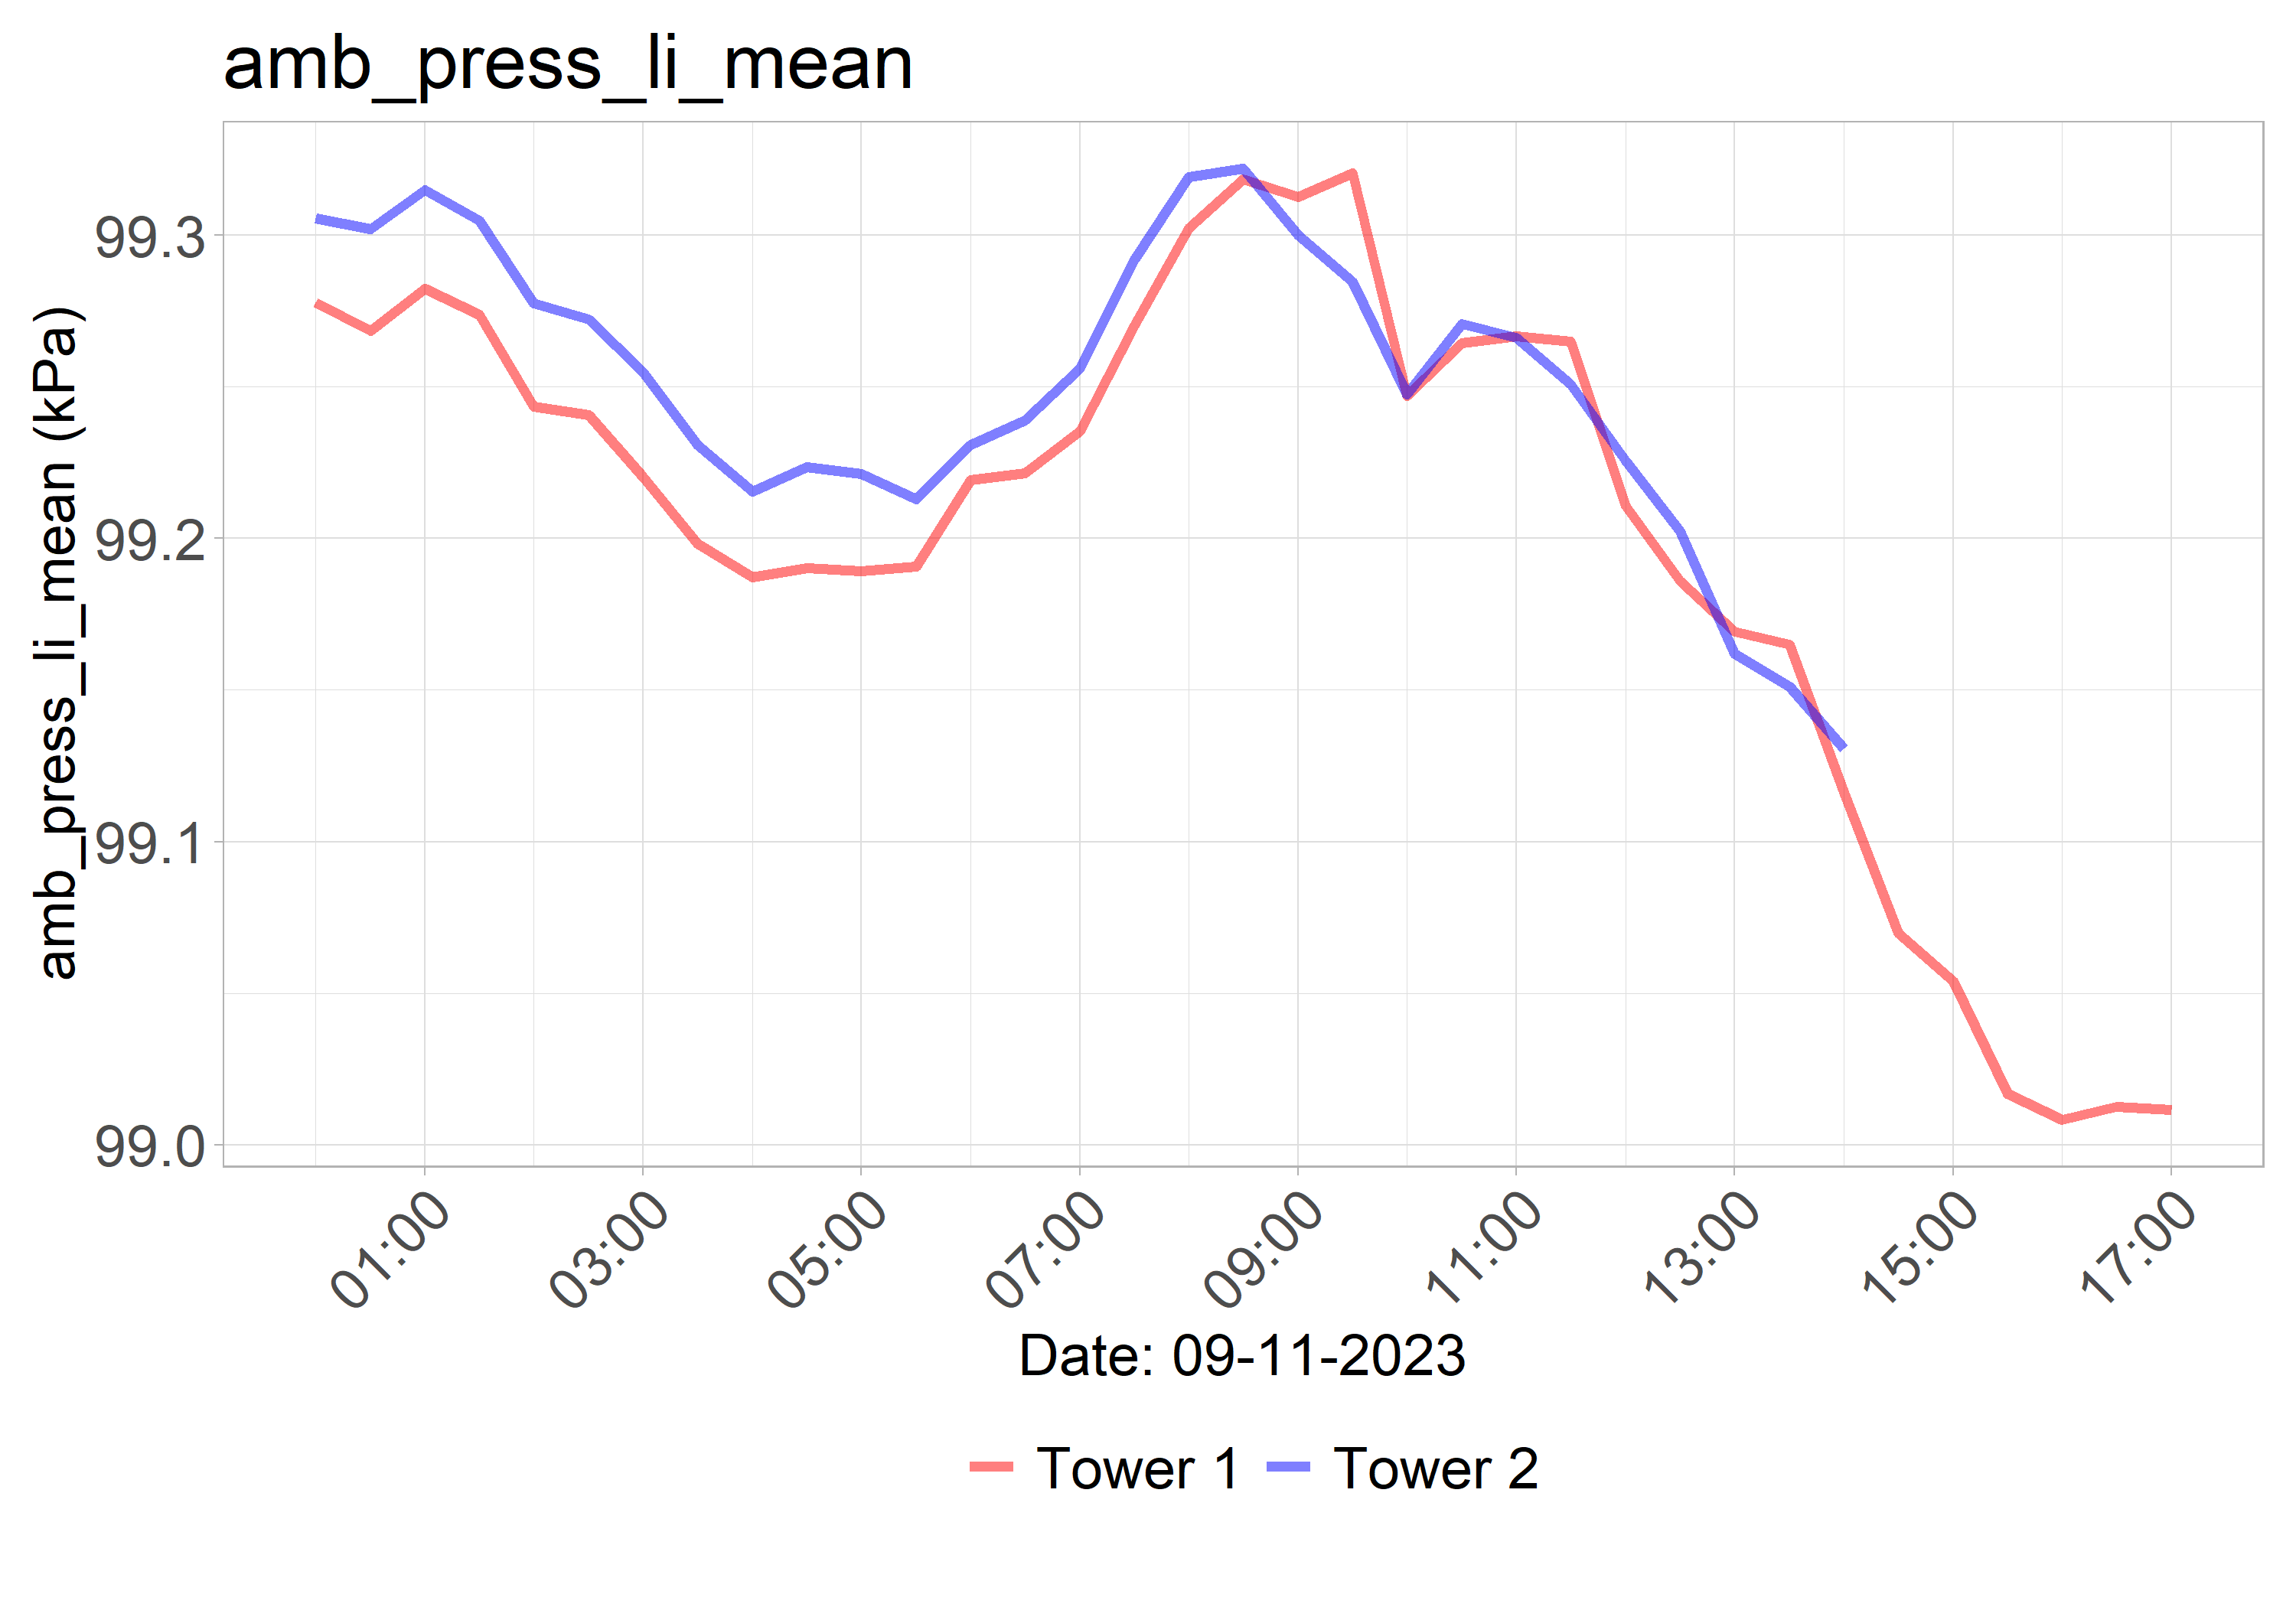 amb_press_li_mean
amb_press_li_mean (kPa)
99.3
99.2
99.1
99.0
01:00
03:00
05:00
07:00
09:00
11:00
13:00
15:00
17:00
Date: 09-11-2023
Tower 1
Tower 2